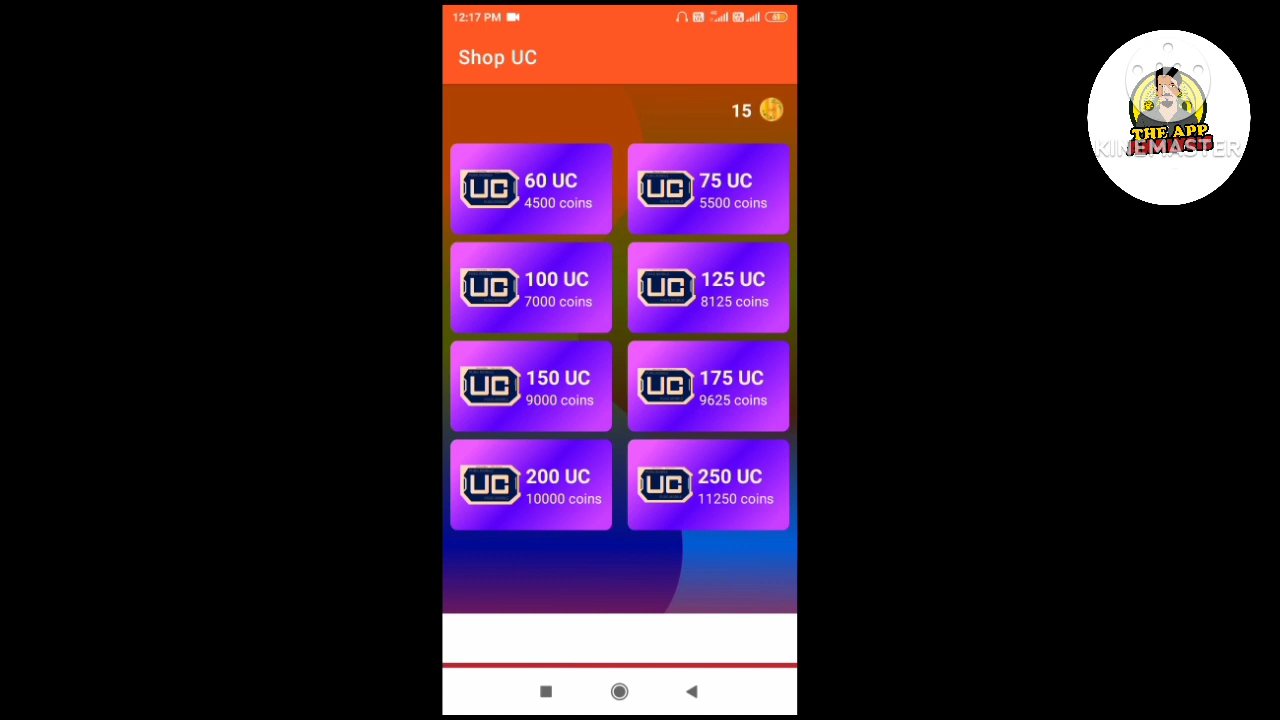 12:17 PM
Shop UC
15
UC 60 UC
4500 coins
UC 75 UC
5500 coins
UC 100 UC
7000 coins
UC 125 UC
8125 coins
UC 150 UC
9000 coins
UC 175 UC
9625 coins
UC 200 UC
10000 coins
UC 250 UC
11250 coins
THE APP
KINEMASTER